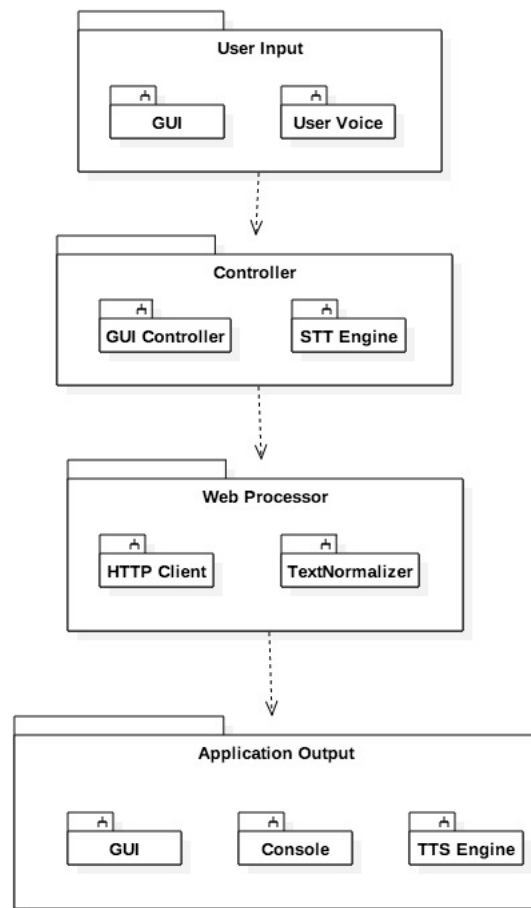 User Input
GUI
User Voice
Controller
GUI Controller
STT Engine
Web Processor
HTTP Client
TextNormalizer
Application Output
GUI
Console
TTS Engine